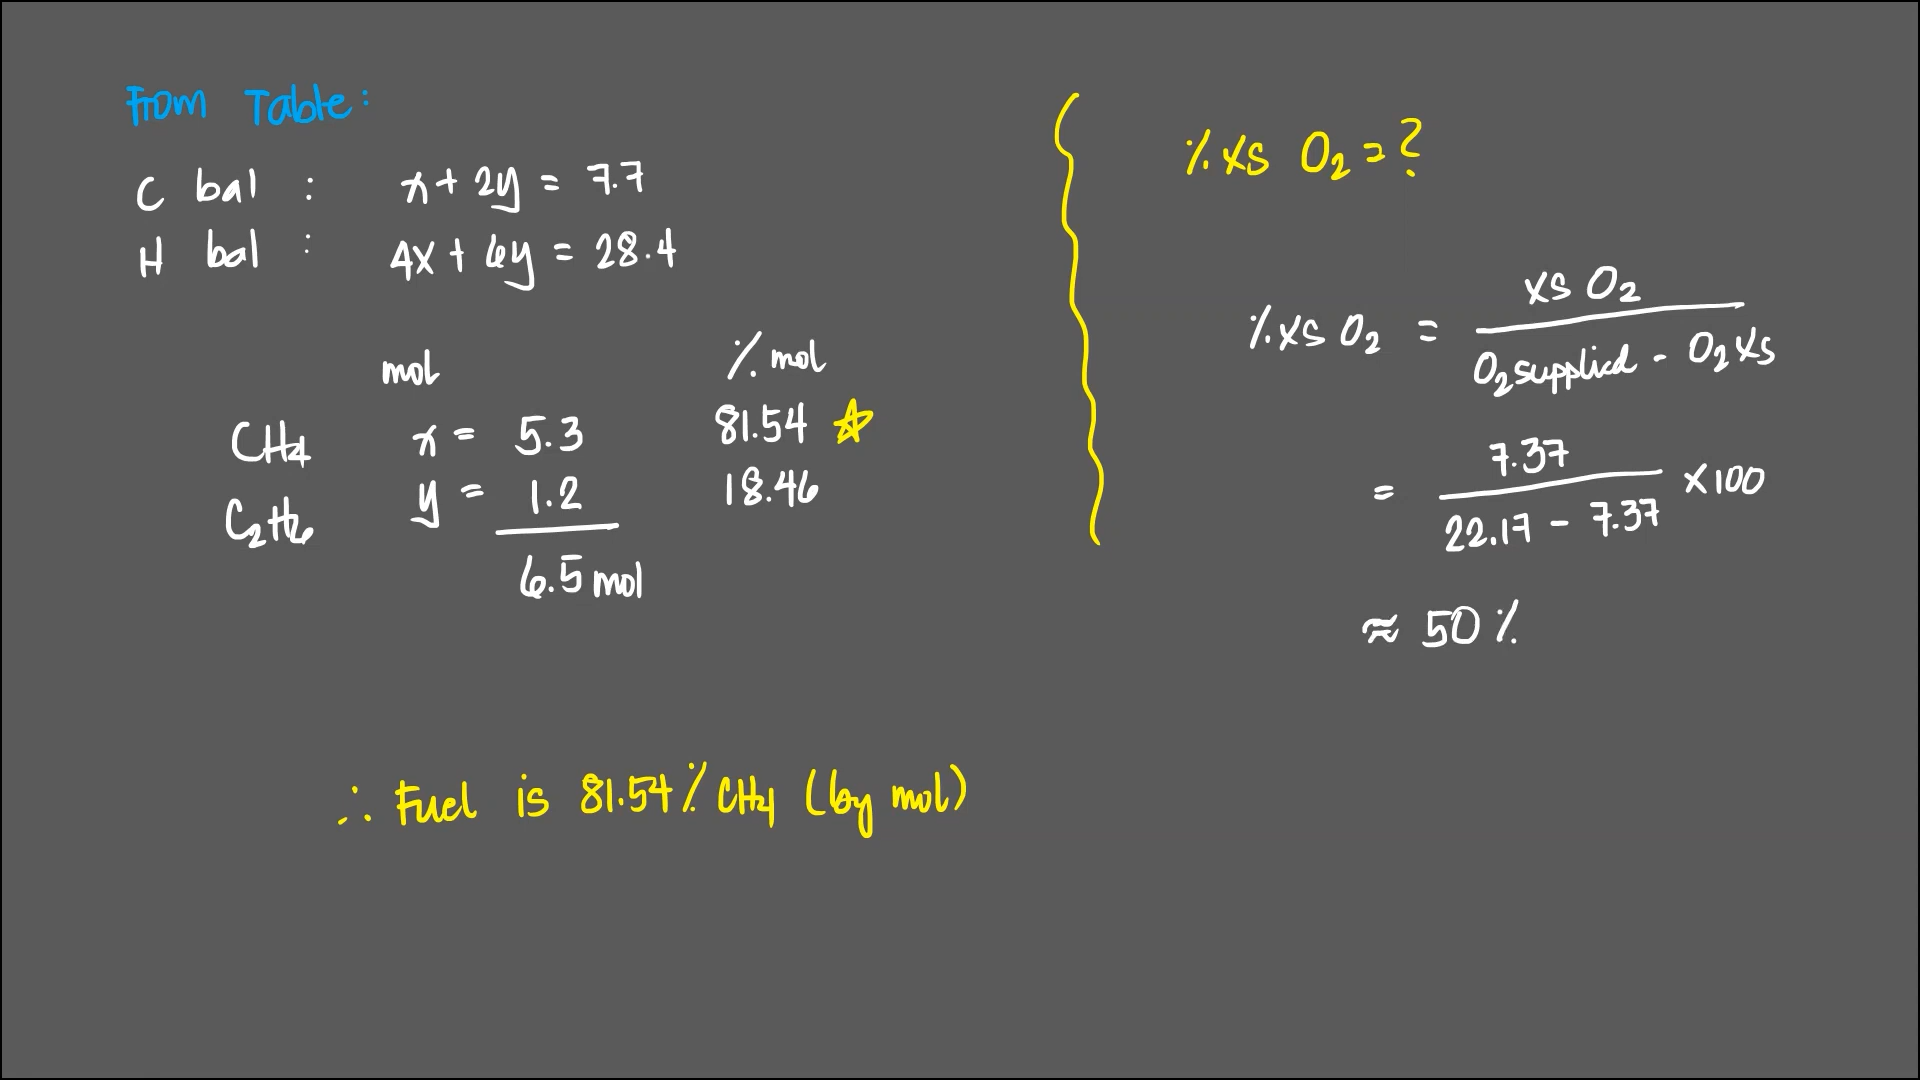 From Table:
C bal : x + 2y = 7.7
H bal : 4x + 6y = 28.4
mol % mol
CH4 x = 5.3 81.54
C2H6 y = 1.2 18.46
6.5 mol
∴ Fuel is 81.54% CH4 (by mol)
% xs O2 = ?
% xs O2 = xs O2 / O2 supplied - O2 xs
= 7.37 / 22.17 - 7.37 x 100
≈ 50 %